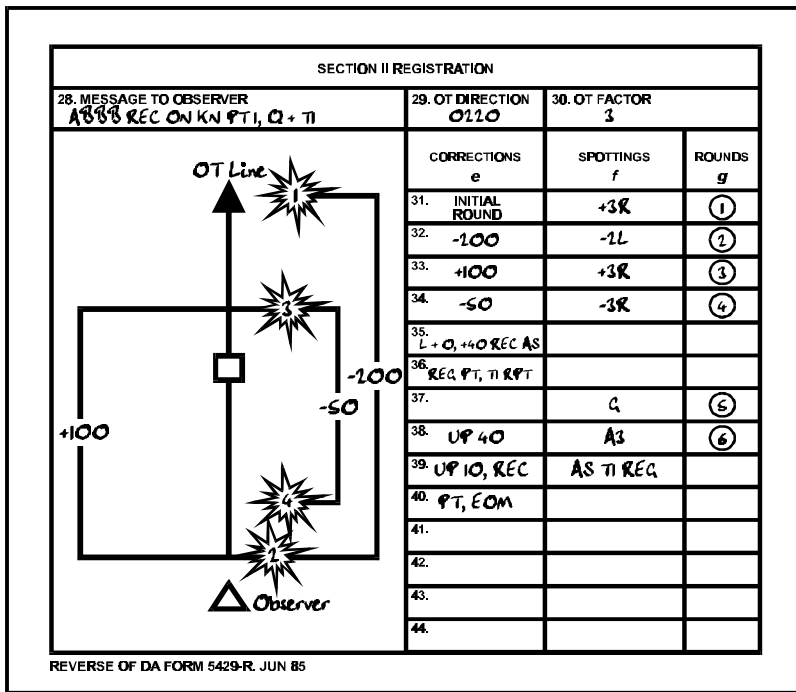 SECTION II REGISTRATION
28. MESSAGE TO OBSERVER
A888 REC ON KN PT 1, Q + TI
29. OT DIRECTION
0220
30. OT FACTOR
3
OT Line
1
3
-200
-50
+100
4
2
Observer
CORRECTIONS
e
SPOTTINGS
f
ROUNDS
g
31. INITIAL ROUND +3R 1
32. -200 -2L 2
33. +100 +3R 3
34. -50 -3R 4
35. L + 0, +40 REC AS
36. REG PT, TI RPT
37. G 5
38. UP 40 A3 6
39. UP 10, REC AS TI REG
40. PT, EOM
41.
42.
43.
44.
REVERSE OF DA FORM 5429-R. JUN 85